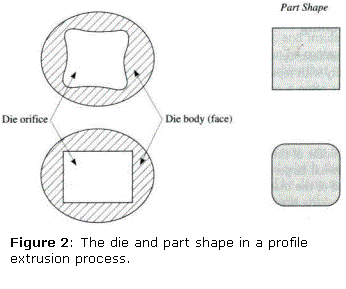 Part Shape
Die orifice
Die body (face)
Figure 2: The die and part shape in a profile
extrusion process.